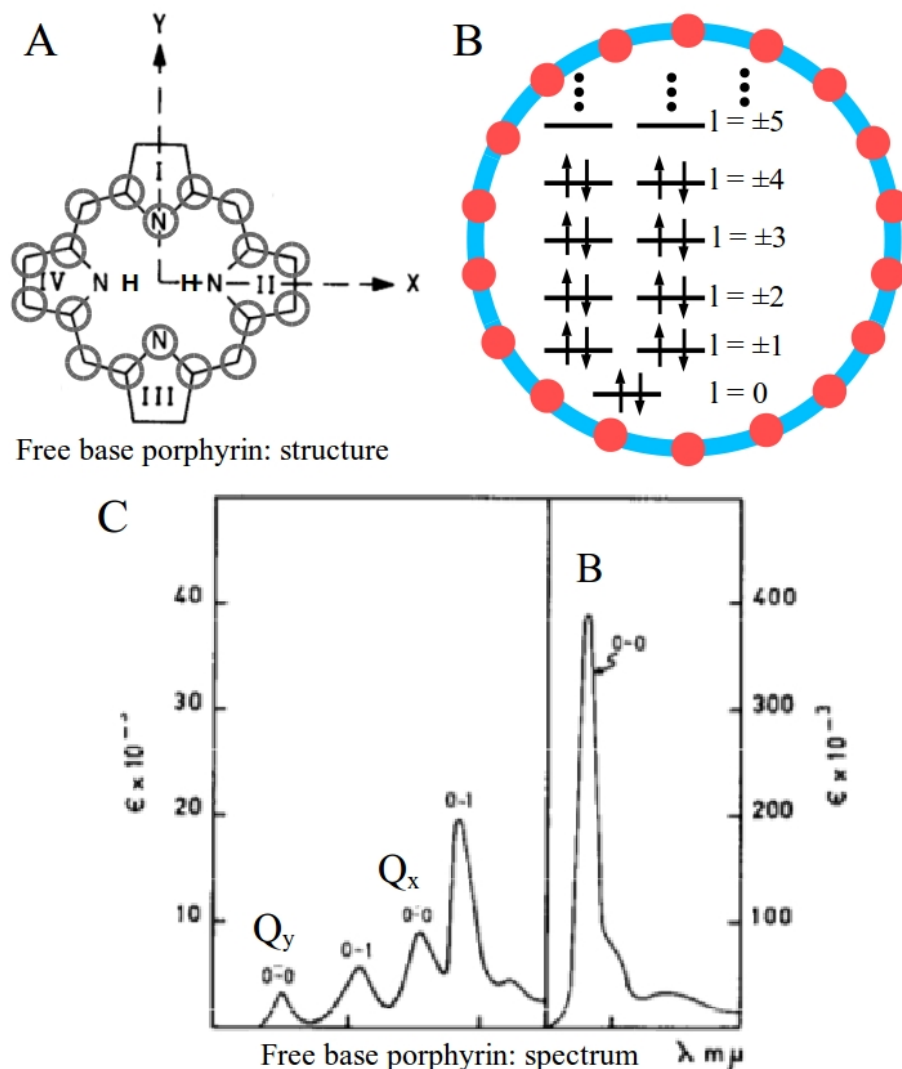 A
Y
I
N
IV
N
H
H
N
II
X
N
III
Free base porphyrin: structure
B
l = ±5
l = ±4
l = ±3
l = ±2
l = ±1
l = 0
C
B
40
400
0-0
30
300
ϵ × 10⁻³
ϵ × 10⁻³
0-1
20
200
Qx
0-0
10
100
Qy
0-1
0-0
Free base porphyrin: spectrum
λ mμ